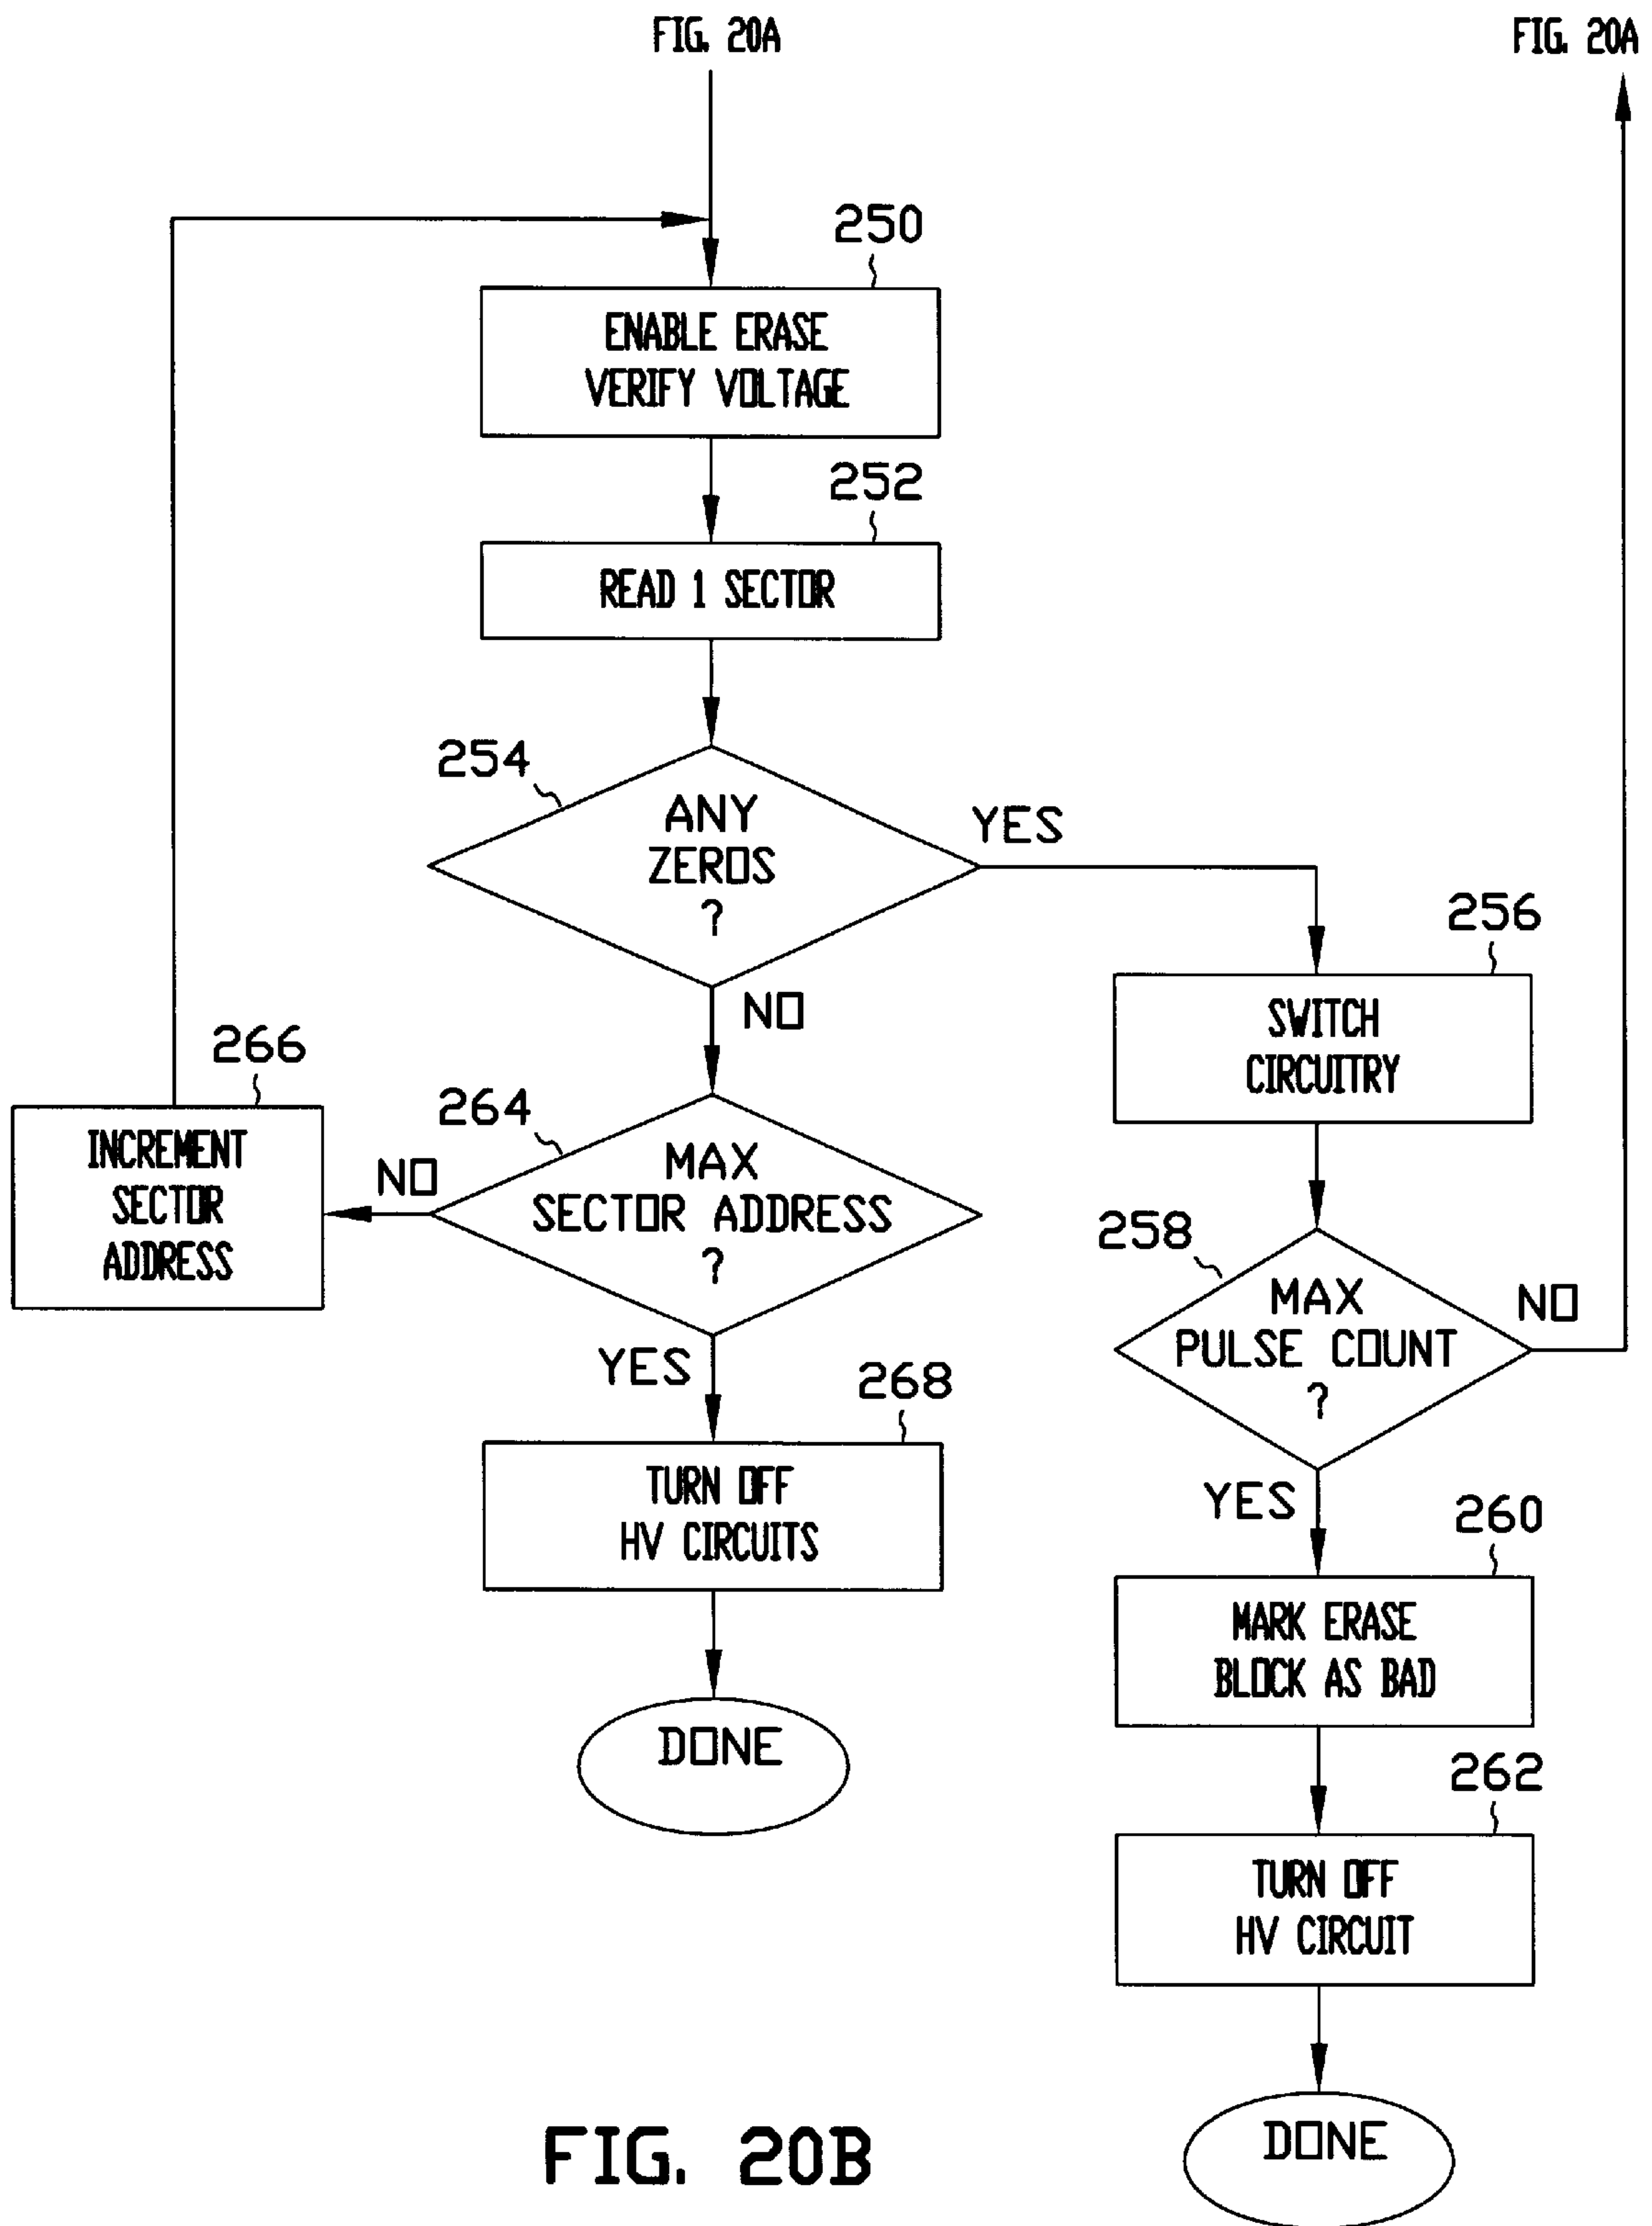 FIG. 20A
FIG. 20A
250
ENABLE ERASE
VERIFY VOLTAGE
252
READ 1 SECTOR
254
ANY
ZEROS
?
YES
NO
256
SWITCH
CIRCUITRY
266
INCREMENT
SECTOR
ADDRESS
NO
264
MAX
SECTOR ADDRESS
?
YES
258
MAX
PULSE COUNT
?
NO
YES
268
TURN OFF
HV CIRCUITS
DONE
260
MARK ERASE
BLOCK AS BAD
262
TURN OFF
HV CIRCUIT
DONE
FIG. 20B